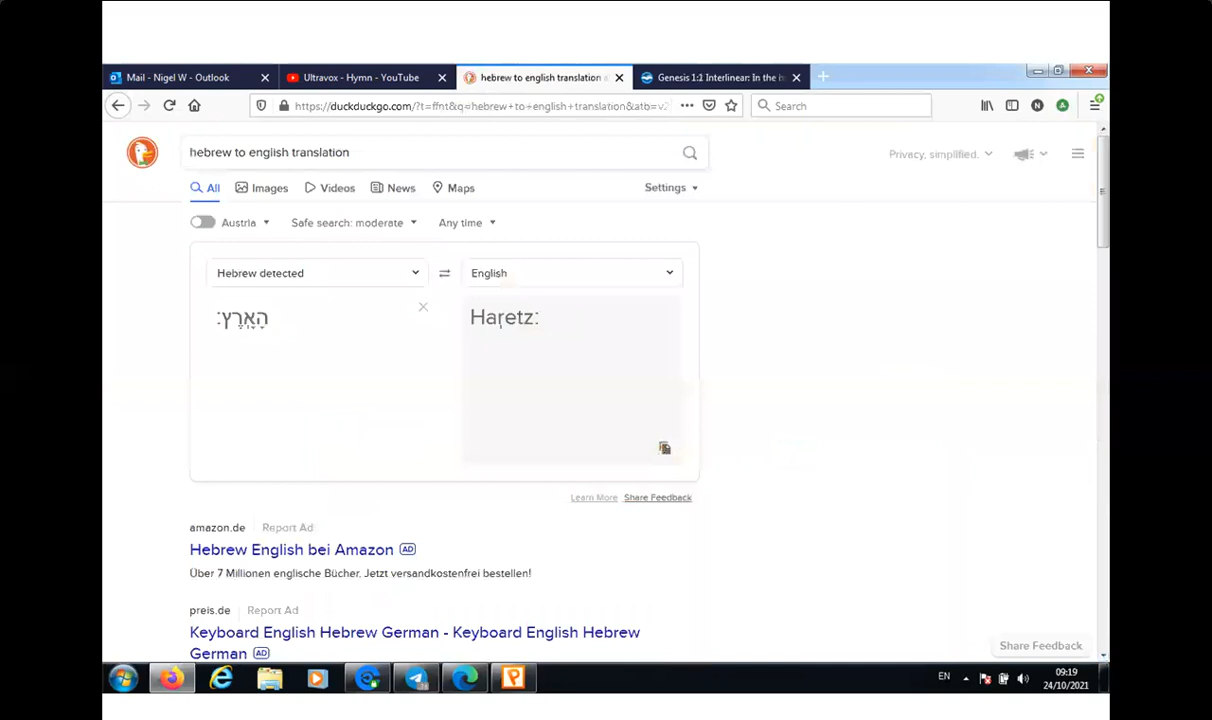 Mail - Nigel W - Outlook
Ultravox - Hymn - YouTube
hebrew to english translation a
Genesis 1:1 Interlinear: In the b
https://duckduckgo.com/?t=ffnt&q=hebrew+to+english+translation&atb=v2
Search
hebrew to english translation
Privacy, simplified.
All Images Videos News Maps
Settings
Austria Safe search: moderate Any time
Hebrew detected
English
הָאָֽרֶץ׃
Haŗetz:
Learn More Share Feedback
amazon.de Report Ad
Hebrew English bei Amazon AD
Über 7 Millionen englische Bücher. Jetzt versandkostenfrei bestellen!
preis.de Report Ad
Keyboard English Hebrew German - Keyboard English Hebrew
German AD
Share Feedback
EN
09:19
24/10/2021